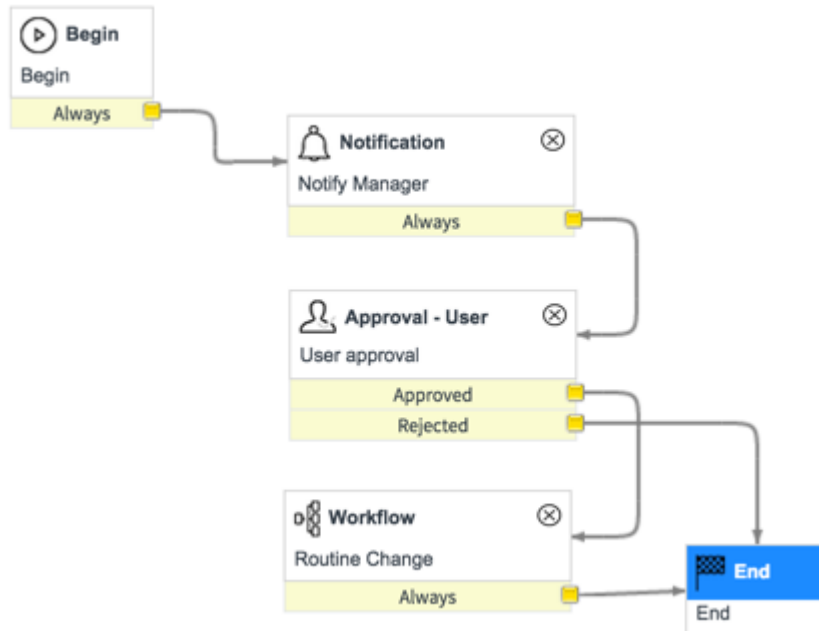 Begin
Begin
Always
Notification
Notify Manager
Always
Approval - User
User approval
Approved
Rejected
Workflow
Routine Change
Always
End
End